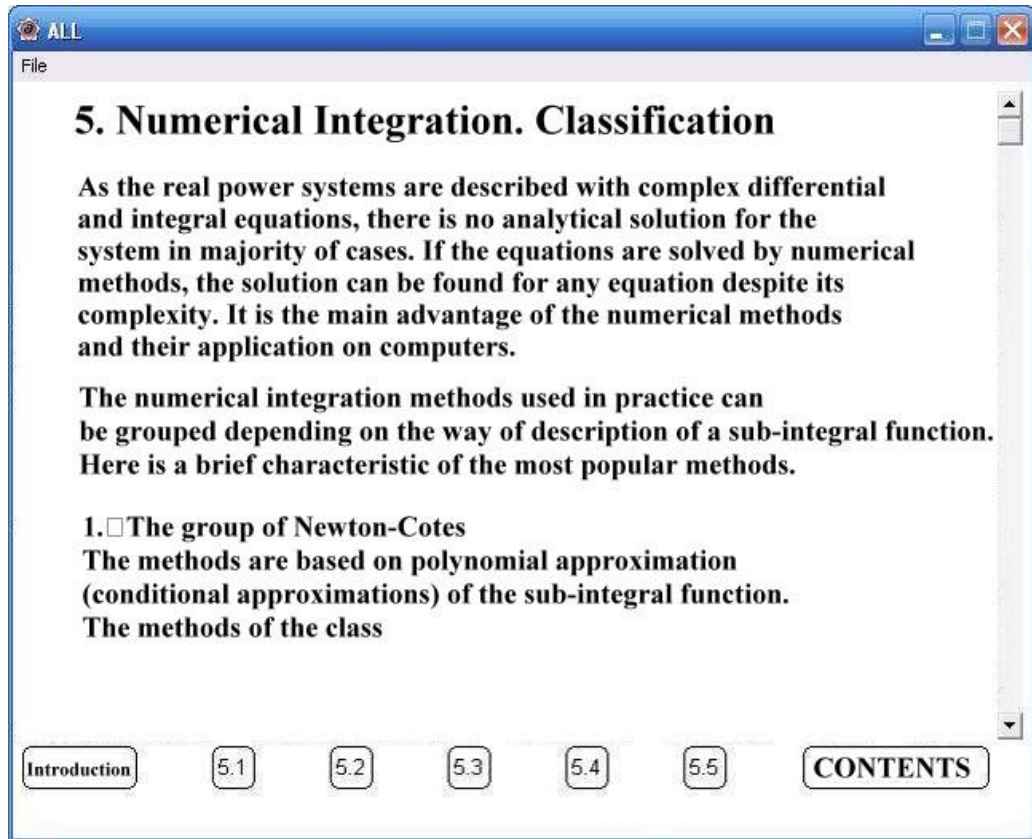 ALL
File
5. Numerical Integration. Classification
As the real power systems are described with complex differential
and integral equations, there is no analytical solution for the
system in majority of cases. If the equations are solved by numerical
methods, the solution can be found for any equation despite its
complexity. It is the main advantage of the numerical methods
and their application on computers.
The numerical integration methods used in practice can
be grouped depending on the way of description of a sub-integral function.
Here is a brief characteristic of the most popular methods.
1.□The group of Newton-Cotes
The methods are based on polynomial approximation
(conditional approximations) of the sub-integral function.
The methods of the class
Introduction 5.1 5.2 5.3 5.4 5.5 CONTENTS